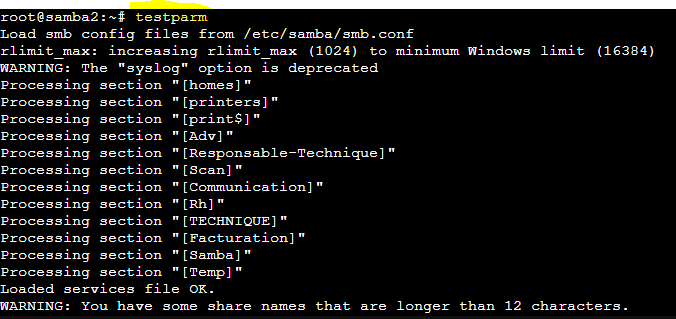 root@samba2:~# testparm
Load smb config files from /etc/samba/smb.conf
rlimit_max: increasing rlimit_max (1024) to minimum Windows limit (16384)
WARNING: The "syslog" option is deprecated
Processing section "[homes]"
Processing section "[printers]"
Processing section "[print$]"
Processing section "[Adv]"
Processing section "[Responsable-Technique]"
Processing section "[Scan]"
Processing section "[Communication]"
Processing section "[Rh]"
Processing section "[TECHNIQUE]"
Processing section "[Facturation]"
Processing section "[Samba]"
Processing section "[Temp]"
Loaded services file OK.
WARNING: You have some share names that are longer than 12 characters.